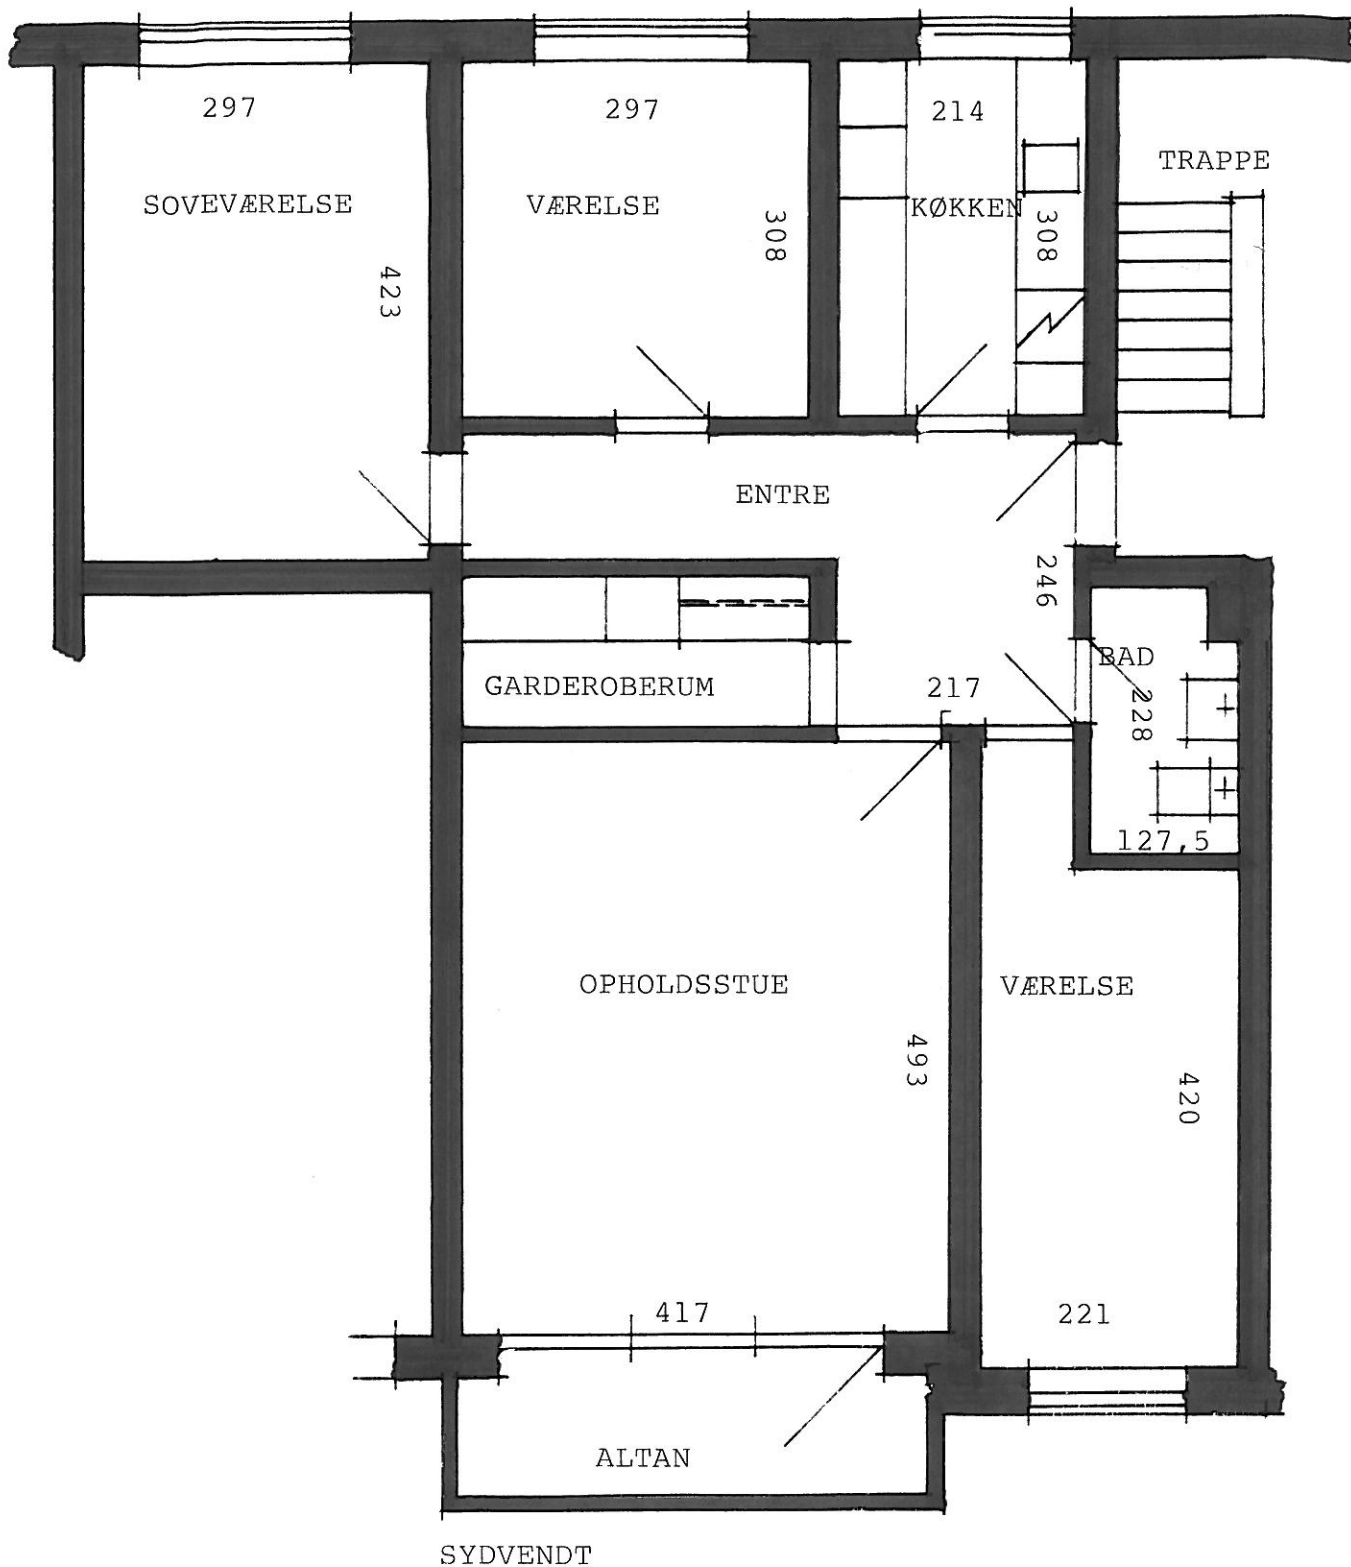 297
297
214
TRAPPE
SOVEVÆRELSE
VÆRELSE
KØKKEN
308
308
423
ENTRE
246
BAD
GARDEROBERUM
217
228
127,5
OPHOLDSSTUE
VÆRELSE
493
420
417
221
ALTAN
SYDVENDT